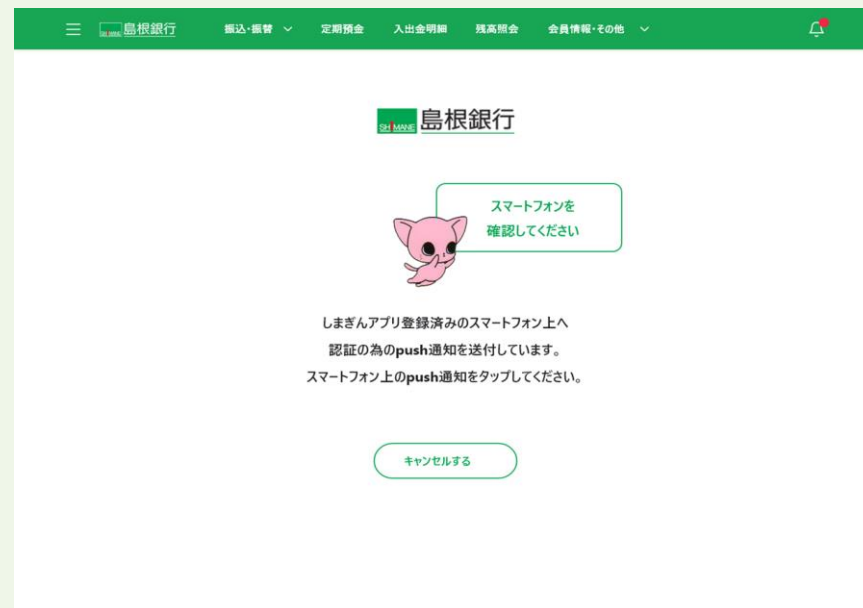 SHIMANE 島根銀行 振込・振替 定期預金 入出金明細 残高照会 会員情報・その他
SHIMANE 島根銀行
スマートフォンを
確認してください
しまぎんアプリ登録済みのスマートフォン上へ
認証の為のpush通知を送付しています。
スマートフォン上のpush通知をタップしてください。
キャンセルする